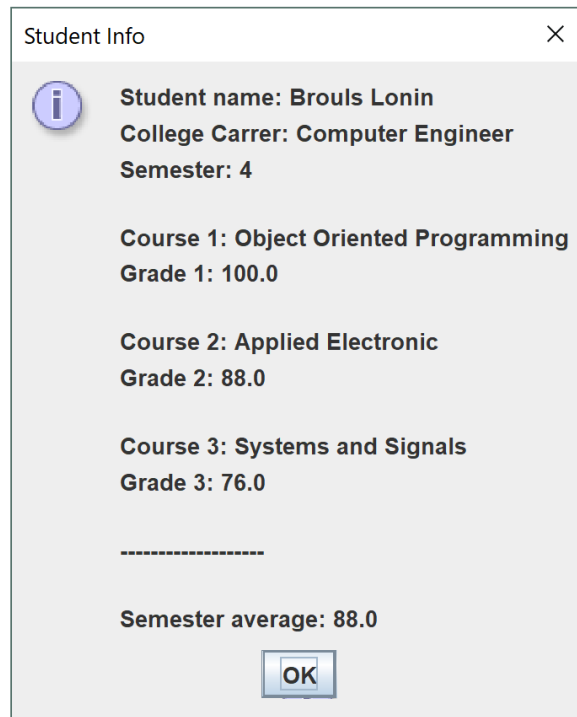 Student Info
Student name: Brouls Lonin
College Carrer: Computer Engineer
Semester: 4
Course 1: Object Oriented Programming
Grade 1: 100.0
Course 2: Applied Electronic
Grade 2: 88.0
Course 3: Systems and Signals
Grade 3: 76.0
-------------------
Semester average: 88.0
OK